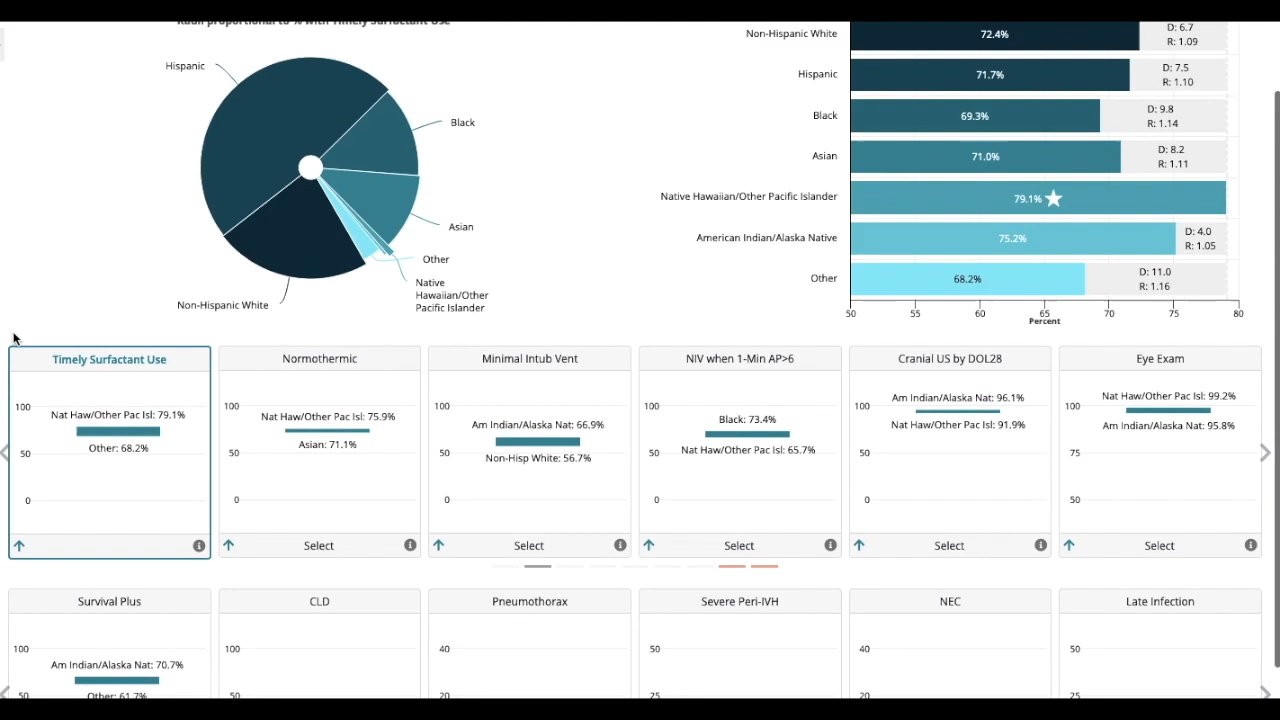 Radii proportional to % with Timely Surfactant Use
Hispanic
Black
Asian
Other
Native
Hawaiian/Other
Pacific Islander
Non-Hispanic White
Non-Hispanic White
72.4%
D: 6.7
R: 1.09
Hispanic
71.7%
D: 7.5
R: 1.10
Black
69.3%
D: 9.8
R: 1.14
Asian
71.0%
D: 8.2
R: 1.11
Native Hawaiian/Other Pacific Islander
79.1%
American Indian/Alaska Native
75.2%
D: 4.0
R: 1.05
Other
68.2%
D: 11.0
R: 1.16
50 55 60 65 70 75 80
Percent
Timely Surfactant Use
100
Nat Haw/Other Pac Isl: 79.1%
Other: 68.2%
50
0
Normothermic
100
Nat Haw/Other Pac Isl: 75.9%
Asian: 71.1%
50
0
Select
Minimal Intub Vent
100
Am Indian/Alaska Nat: 66.9%
50
Non-Hisp White: 56.7%
0
Select
NIV when 1-Min AP>6
100
Black: 73.4%
50
Nat Haw/Other Pac Isl: 65.7%
0
Select
Cranial US by DOL28
Am Indian/Alaska Nat: 96.1%
100
Nat Haw/Other Pac Isl: 91.9%
50
0
Select
Eye Exam
Nat Haw/Other Pac Isl: 99.2%
100
Am Indian/Alaska Nat: 95.8%
75
50
Select
Survival Plus
100
Am Indian/Alaska Nat: 70.7%
50
Other: 61.7%
CLD
100
50
Pneumothorax
40
20
Severe Peri-IVH
50
25
NEC
40
20
Late Infection
50
25